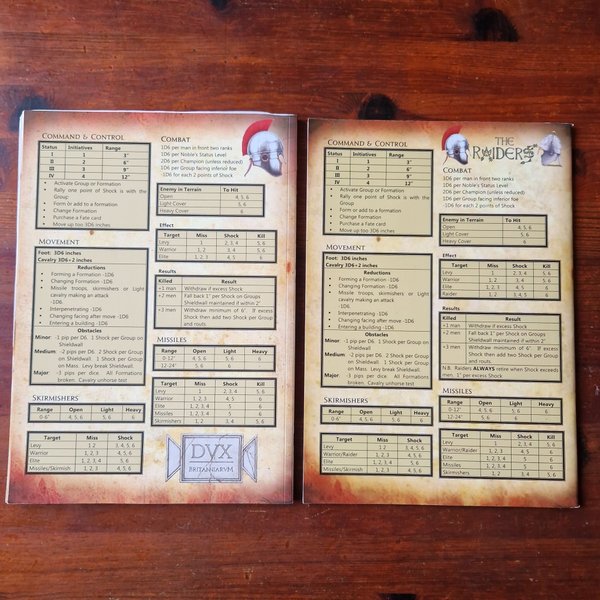 COMMAND & CONTROL
Status Initiatives Range
I 1 3"
II 2 6"
III 3 9"
IV 4 12"
• Activate Group or Formation
• Rally one point of Shock is with the
Group
• Form or add to a formation
• Change Formation
• Purchase a Fate card
• Move up too 3D6 inches
MOVEMENT
Foot: 3D6 inches
Cavalry 3D6+2 inches
Reductions
• Forming a Formation -1D6
• Changing Formation -1D6
• Missile troops, skirmishers or Light
cavalry making an attack
-1D6.
• Interpenetrating -1D6
• Changing facing after move -1D6
• Entering a building -1D6
Obstacles
Minor -1 pips per D6. 1 Shock per Group on
Shieldwall
Medium -2 pips per D6. 2 Shock per Group on
Shieldwall. 1 Shock per Group
on Mass. Levy break Shieldwall.
Major -3 pips per dice. All Formations
Broken. Cavalry unhorse test
SKIRMISHERS
Range Open Light Heavy
0-6" 4, 5, 6 5, 6 6
Target Miss Shock
Levy 1, 2 3, 4, 5, 6
Warrior 1, 2, 3 4, 5, 6
Elite 1, 2, 3, 4 5, 6
Missiles/Skirmish 1, 2, 3 4, 5, 6
COMBAT
1D6 per man in front two ranks
1D6 per Noble's Status Level
2D6 per Champion (unless reduced)
1D6 per Group facing inferior foe
-1D6 for each 2 points of Shock
Enemy in Terrain To Hit
Open 4, 5, 6
Light Cover 5, 6
Heavy Cover 6
Effect
Target Miss Shock Kill
Levy 1 2, 3, 4 5, 6
Warrior 1, 2 3, 4 5, 6
Elite 1, 2, 3 4, 5 6
Results
Killed Result
+1 man Withdraw if excess Shock
+2 men Fall back 1" per Shock on Groups
Shieldwall maintained if within 2"
+3 men Withdraw minimum of 6". If excess
Shock then add two Shock per Group
and routs.
MISSILES
Range Open Light Heavy
0-12" 4, 5, 6 5, 6 6
12-24" 5, 6 6
Target Miss Shock Kill
Levy 1, 2 3, 4, 5 6
Warrior 1, 2, 3 4, 5 6
Elite 1, 2, 3, 4 5 6
Missiles 1, 2, 3, 4 5 6
Skirmishers 1, 2 3, 4, 5 6
DVX
BRITANNIARVM
COMMAND & CONTROL
Status Initiatives Range
I 1 3"
II 2 6"
III 3 9"
IV 4 12"
• Activate Group or Formation
• Rally one point of Shock is with the
Group
• Form or add to a formation
• Change Formation
• Purchase a Fate card
• Move up too 3D6 inches
MOVEMENT
Foot: 3D6 inches
Cavalry 3D6+2 inches
Reductions
• Forming a Formation -1D6
• Changing Formation -1D6
• Missile troops, skirmishers or Light
cavalry making an attack
-1D6.
• Interpenetrating -1D6
• Changing facing after move -1D6
• Entering a building -1D6
Obstacles
Minor -1 pips per D6. 1 Shock per Group on
Shieldwall
Medium -2 pips per D6. 2 Shock per Group on
Shieldwall. 1 Shock per Group
on Mass. Levy break Shieldwall.
Major -3 pips per dice. All Formations
Broken. Cavalry unhorse test
SKIRMISHERS
Range Open Light Heavy
0-6" 4, 5, 6 5, 6 6
Target Miss Shock
Levy 1, 2 3, 4, 5, 6
Warrior/Raider 1, 2, 3 4, 5, 6
Elite 1, 2, 3, 4 5, 6
Missiles/Skirmish 1, 2, 3 4, 5, 6
THE
RAIDERS
COMBAT
1D6 per man in front two ranks
1D6 per Noble's Status Level
2D6 per Champion (unless reduced)
1D6 per Group facing inferior foe
-1D6 for each 2 points of Shock
Enemy in Terrain To Hit
Open 4, 5, 6
Light Cover 5, 6
Heavy Cover 6
Effect
Target Miss Shock Kill
Levy 1 2, 3, 4 5, 6
Warrior 1, 2 3, 4 5, 6
Elite 1, 2, 3 4, 5 6
Results
Killed Result
+1 man Withdraw if excess Shock
+2 men Fall back 1" per Shock on Groups
Shieldwall maintained if within 2"
+3 men Withdraw minimum of 6". If excess
Shock then add two Shock per Group
and routs.
N.B. Raiders ALWAYS retire when Shock exceeds
men. 1" per excess Shock
MISSILES
Range Open Light Heavy
0-12" 4, 5, 6 5, 6 6
12-24" 5, 6 6
Target Miss Shock Kill
Levy 1, 2 3, 4, 5 6
Warrior 1, 2, 3 4, 5 6
Elite 1, 2, 3, 4 5 6
Missiles 1, 2, 3, 4 5 6
Skirmishers 1, 2 3, 4, 5 6